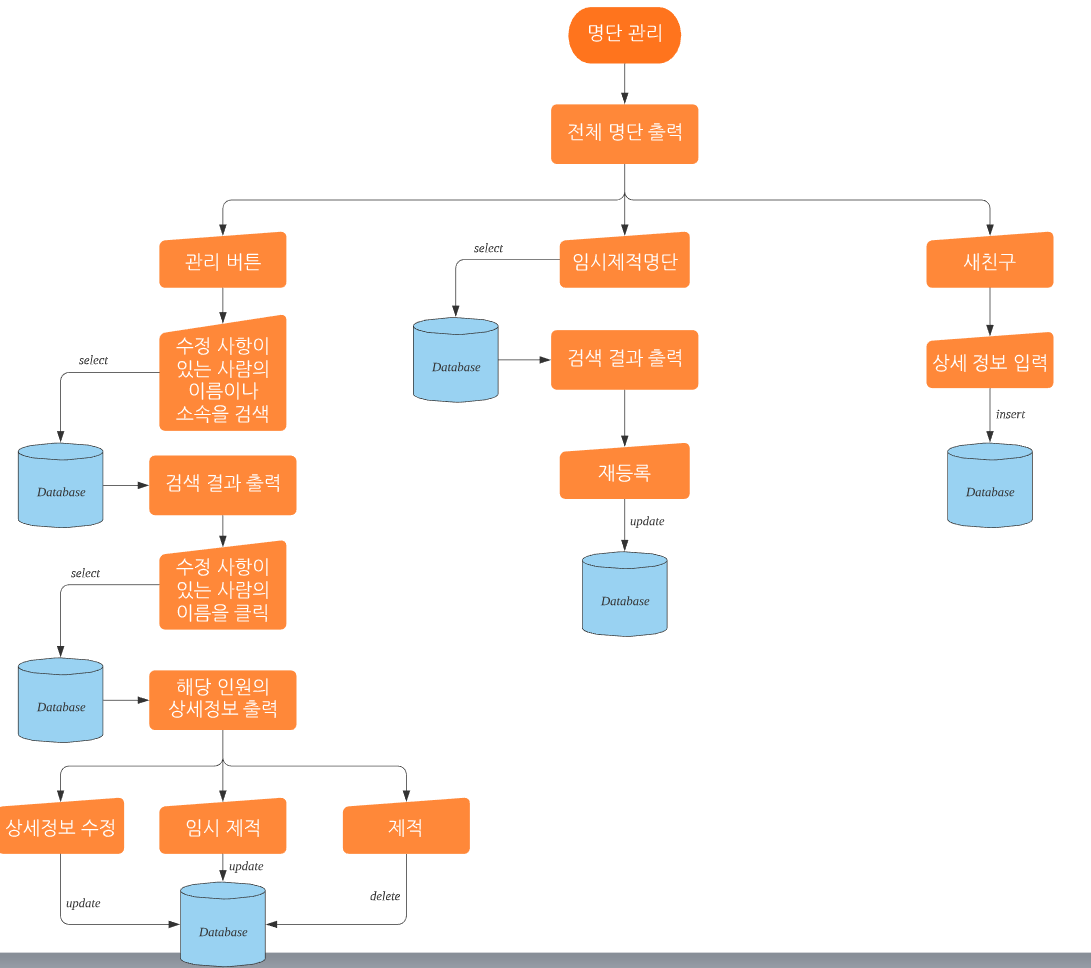 명단 관리
전체 명단 출력
관리 버튼
select
임시제적명단
새친구
수정 사항이
있는 사람의
이름이나
소속을 검색
select
Database
검색 결과 출력
상세 정보 입력
insert
Database
검색 결과 출력
재등록
Database
update
수정 사항이
있는 사람의
이름을 클릭
select
Database
Database
해당 인원의
상세정보 출력
상세정보 수정
임시 제적
제적
update
update
delete
Database